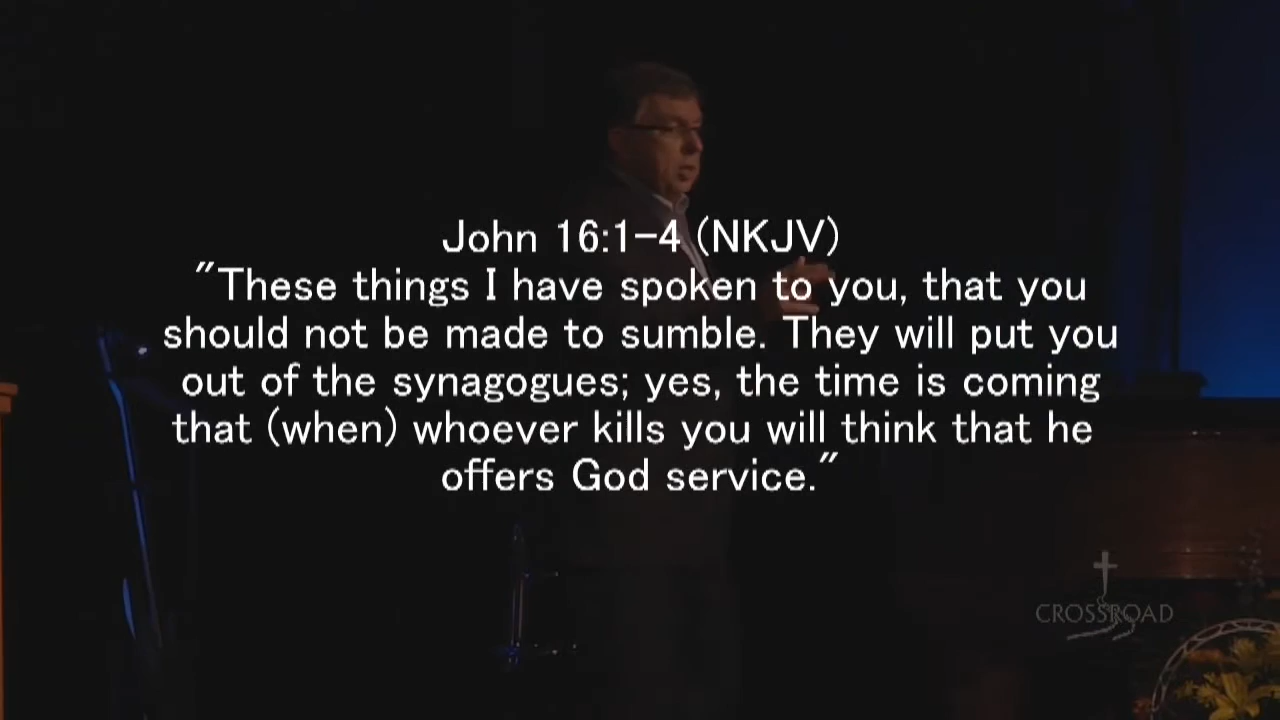 John 16:1-4 (NKJV)
"These things I have spoken to you, that you
should not be made to sumble. They will put you
out of the synagogues; yes, the time is coming
that (when) whoever kills you will think that he
offers God service."
CROSSROAD